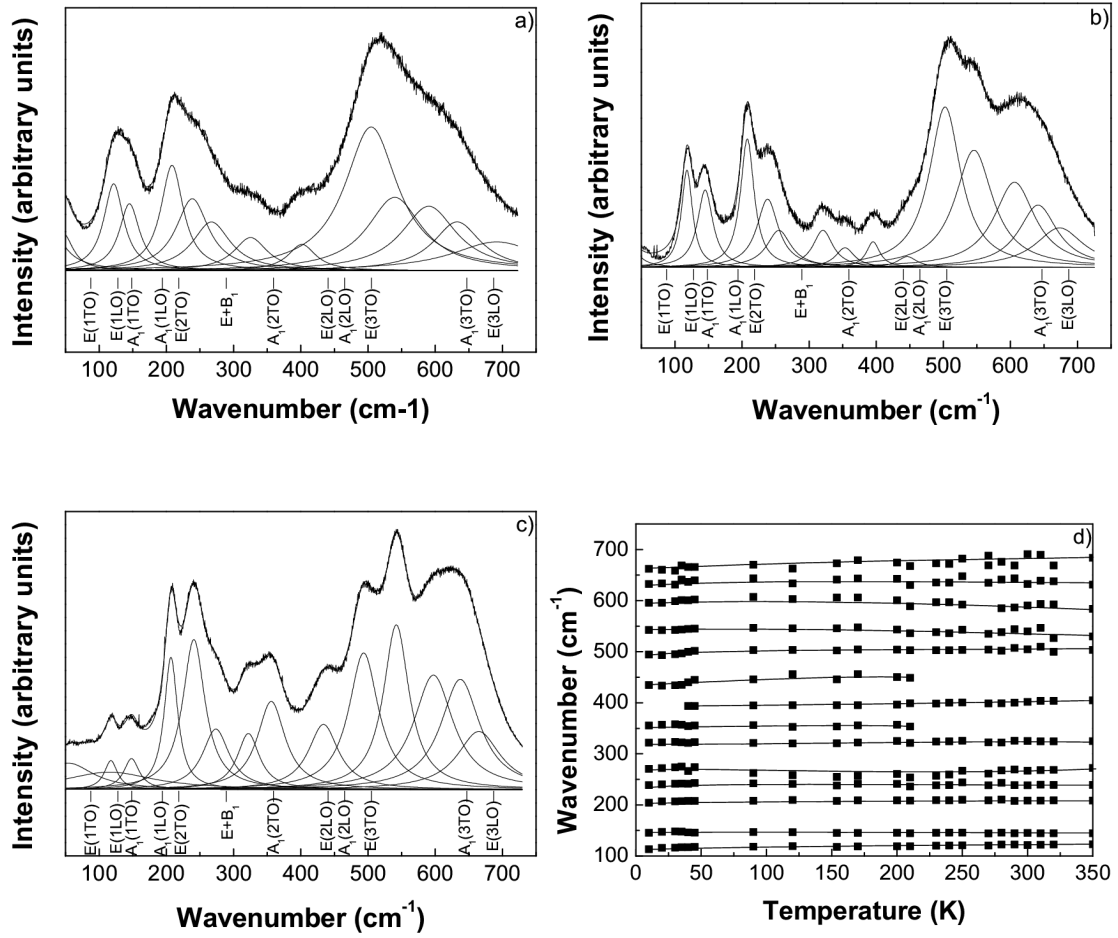 a)
Intensity (arbitrary units)
E(1TO)
E(1LO)
A1(1TO)
A1(1LO)
E(2TO)
E+B1
A1(2TO)
E(2LO)
A1(2LO)
E(3TO)
A1(3TO)
E(3LO)
100 200 300 400 500 600 700
Wavenumber (cm-1)
b)
Intensity (arbitrary units)
E(1TO)
E(1LO)
A1(1TO)
A1(1LO)
E(2TO)
E+B1
A1(2TO)
E(2LO)
A1(2LO)
E(3TO)
A1(3TO)
E(3LO)
100 200 300 400 500 600 700
Wavenumber (cm-1)
c)
Intensity (arbitrary units)
E(1TO)
E(1LO)
A1(1TO)
A1(1LO)
E(2TO)
E+B1
A1(2TO)
E(2LO)
A1(2LO)
E(3TO)
A1(3TO)
E(3LO)
100 200 300 400 500 600 700
Wavenumber (cm-1)
d)
Wavenumber (cm-1)
700
600
500
400
300
200
100
0 50 100 150 200 250 300 350
Temperature (K)